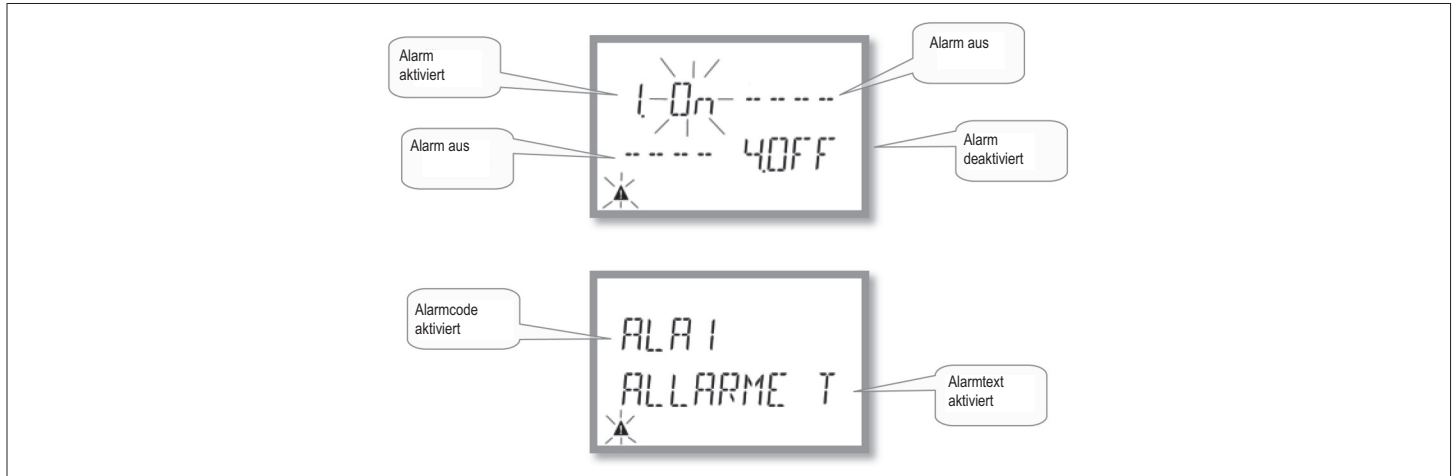 Alarm
aktiviert
Alarm aus
1.On ----
Alarm aus
---- 4.OFF
Alarm
deaktiviert
Alarmcode
aktiviert
ALA1
ALLARME T
Alarmtext
aktiviert